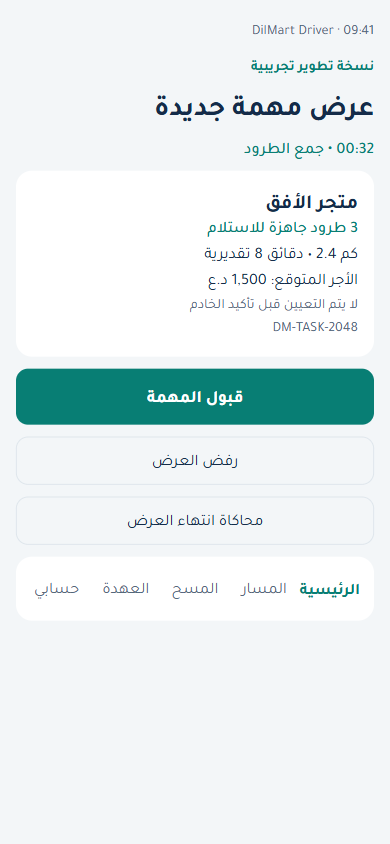 DilMart Driver · 09:41
نسخة تطوير تجريبية
عرض مهمة جديدة
00:32 • جمع الطرود
متجر الأفق
3 طرود جاهزة للاستلام
كم 2.4 • دقائق 8 تقديرية
الأجر المتوقع: 1,500 د.ع
لا يتم التعيين قبل تأكيد الخادم
DM-TASK-2048
قبول المهمة
رفض العرض
محاكاة انتهاء العرض
الرئيسية المسار المسح العهدة حسابي